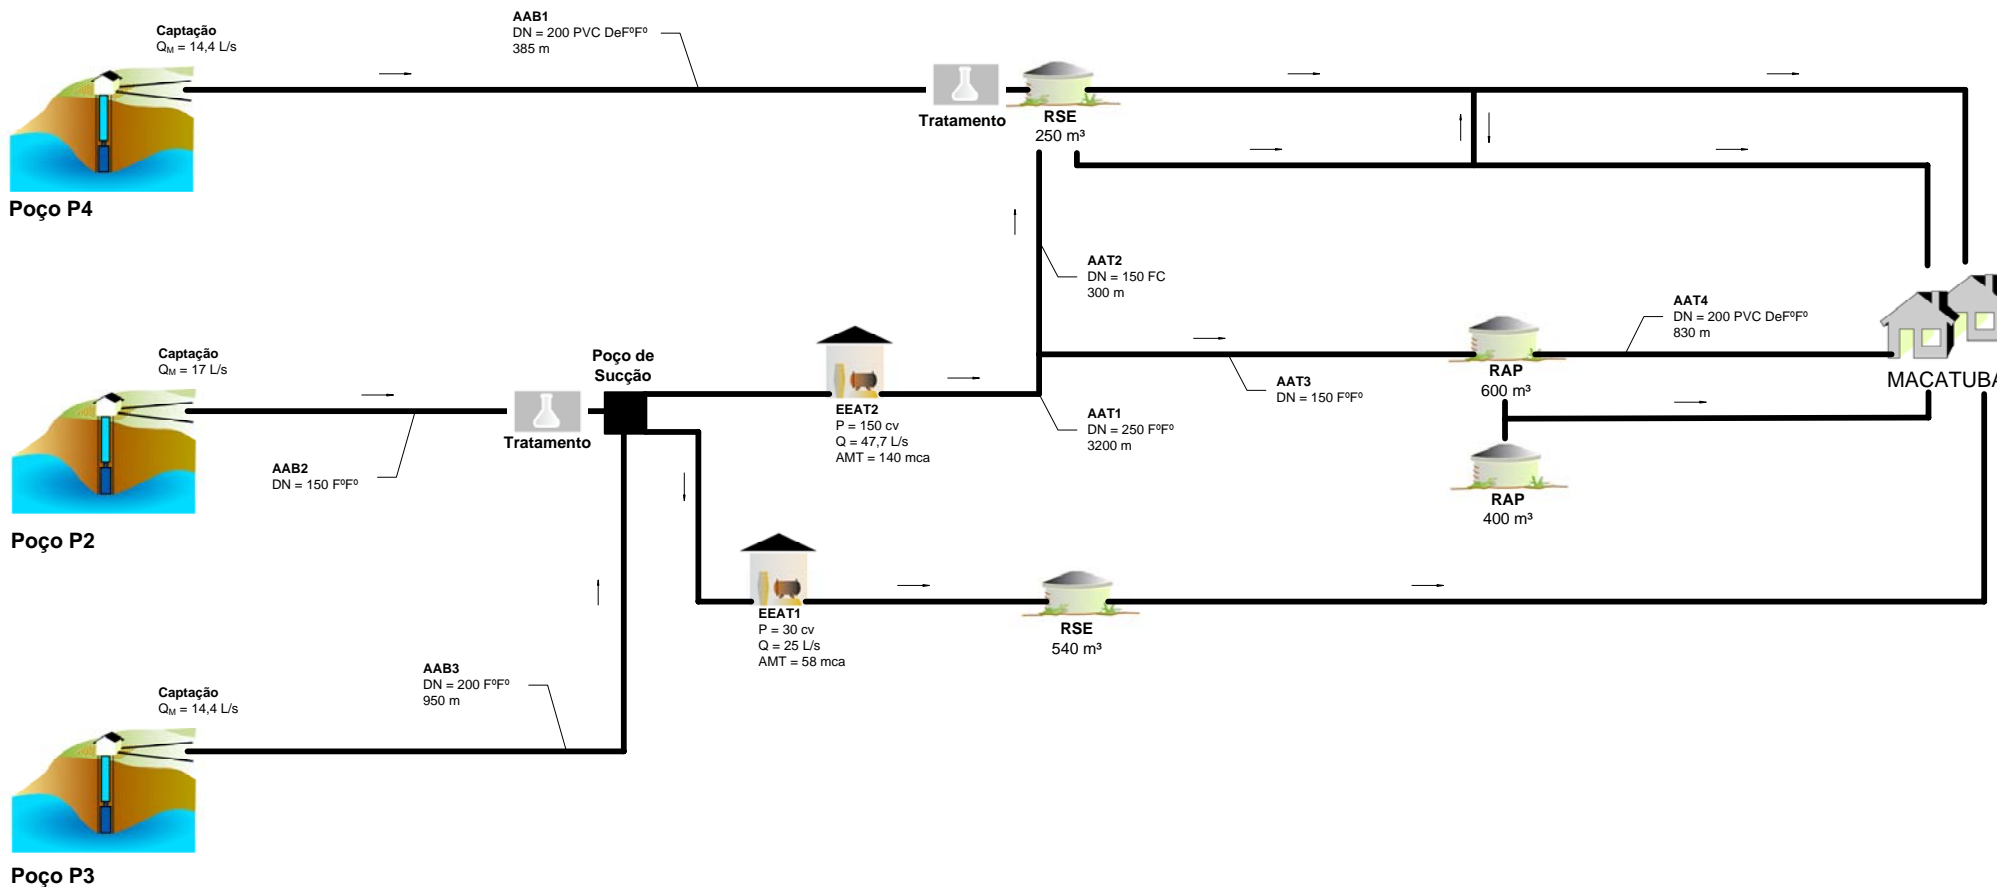 Captação
QM = 14,4 L/s
Poço P4
AAB1
DN = 200 PVC DeFºFº
385 m
Tratamento
RSE
250 m³
AAT2
DN = 150 FC
300 m
Captação
QM = 17 L/s
Poço P2
AAB2
DN = 150 FºFº
Tratamento
Poço de
Sucção
EEAT2
P = 150 cv
Q = 47,7 L/s
AMT = 140 mca
AAT1
DN = 250 FºFº
3200 m
AAT3
DN = 150 FºFº
RAP
600 m³
AAT4
DN = 200 PVC DeFºFº
830 m
MACATUBA
RAP
400 m³
EEAT1
P = 30 cv
Q = 25 L/s
AMT = 58 mca
RSE
540 m³
Captação
QM = 14,4 L/s
Poço P3
AAB3
DN = 200 FºFº
950 m